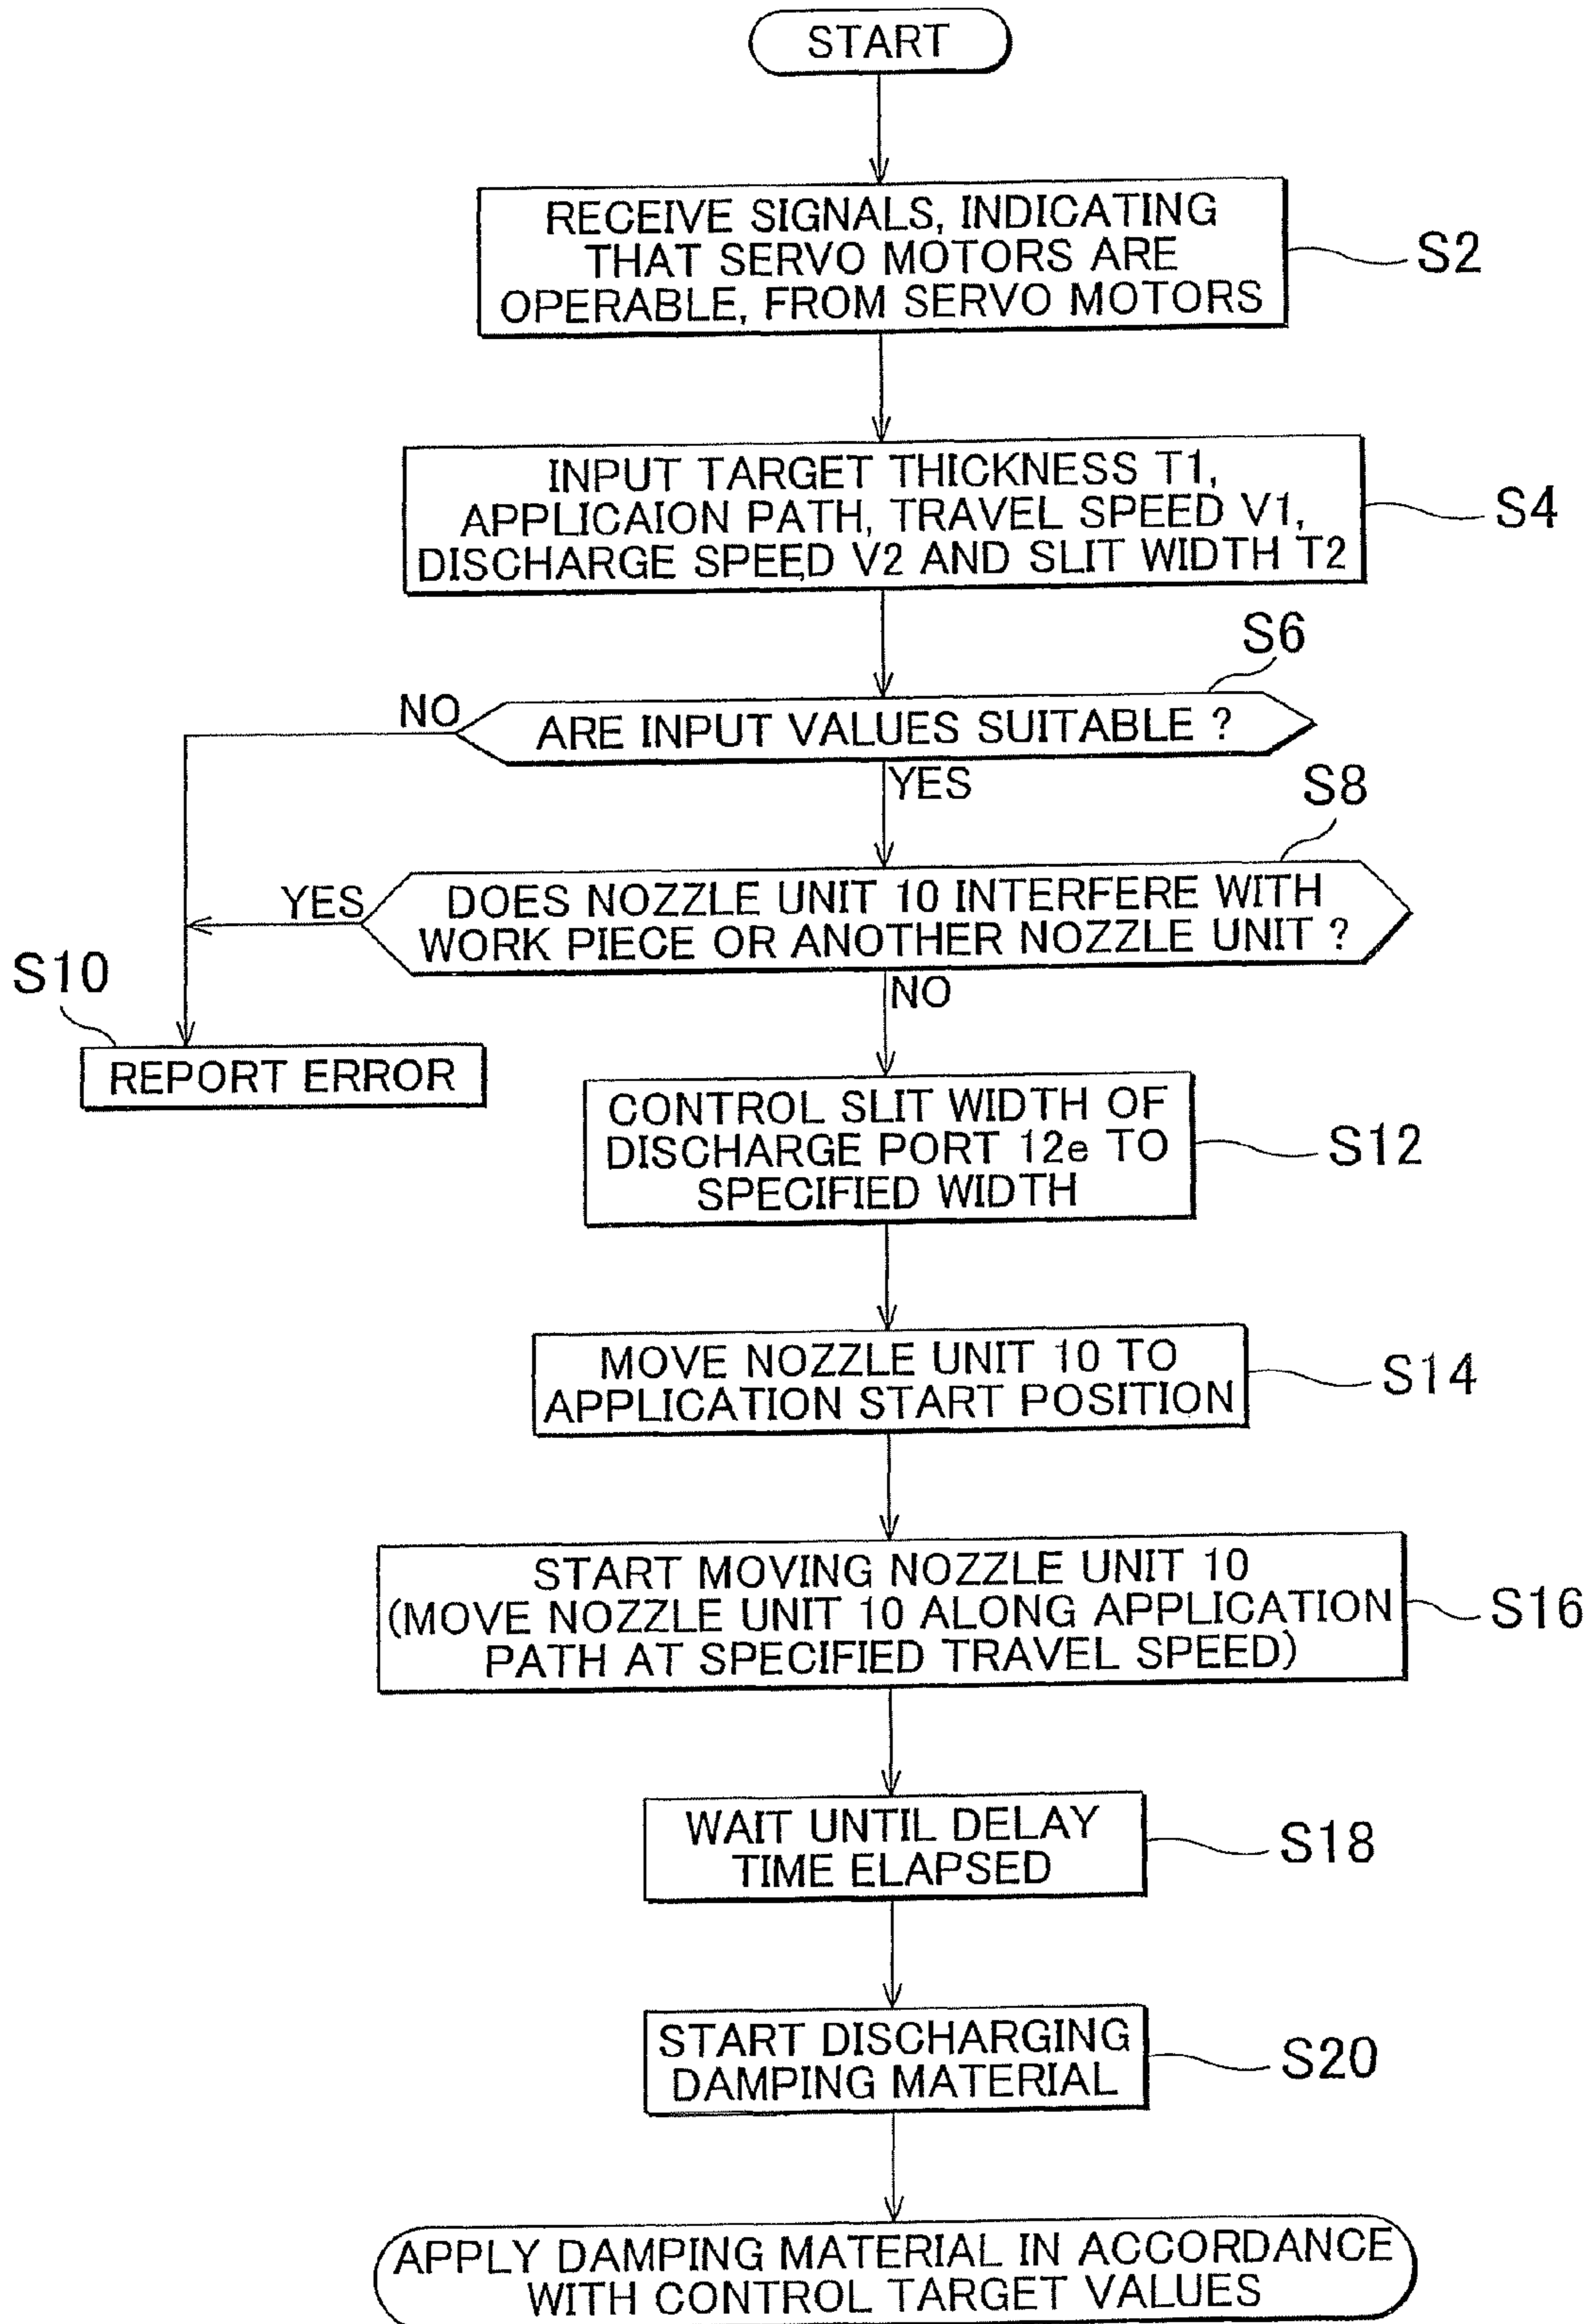 START
RECEIVE SIGNALS, INDICATING
THAT SERVO MOTORS ARE
OPERABLE, FROM SERVO MOTORS
S2
INPUT TARGET THICKNESS T1,
APPLICAION PATH, TRAVEL SPEED V1,
DISCHARGE SPEED V2 AND SLIT WIDTH T2
S4
S6
NO
ARE INPUT VALUES SUITABLE ?
YES
S8
YES
DOES NOZZLE UNIT 10 INTERFERE WITH
WORK PIECE OR ANOTHER NOZZLE UNIT ?
NO
S10
REPORT ERROR
CONTROL SLIT WIDTH OF
DISCHARGE PORT 12e TO
SPECIFIED WIDTH
S12
MOVE NOZZLE UNIT 10 TO
APPLICATION START POSITION
S14
START MOVING NOZZLE UNIT 10
(MOVE NOZZLE UNIT 10 ALONG APPLICATION
PATH AT SPECIFIED TRAVEL SPEED)
S16
WAIT UNTIL DELAY
TIME ELAPSED
S18
START DISCHARGING
DAMPING MATERIAL
S20
APPLY DAMPING MATERIAL IN ACCORDANCE
WITH CONTROL TARGET VALUES